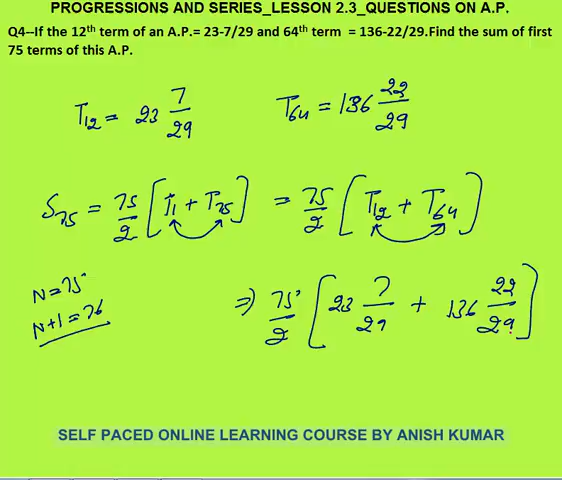 PROGRESSIONS AND SERIES_LESSON 2.3_QUESTIONS ON A.P.
Q4--If the 12th term of an A.P.= 23-7/29 and 64th term = 136-22/29.Find the sum of first
75 terms of this A.P.
T12 = 23 7/29 T64 = 136 22/29
S75 = 75/2 [T1 + T75] = 75/2 [T12 + T64]
N=75
N+1=76
⇒ 75/2 [23 7/29 + 136 22/29]
SELF PACED ONLINE LEARNING COURSE BY ANISH KUMAR